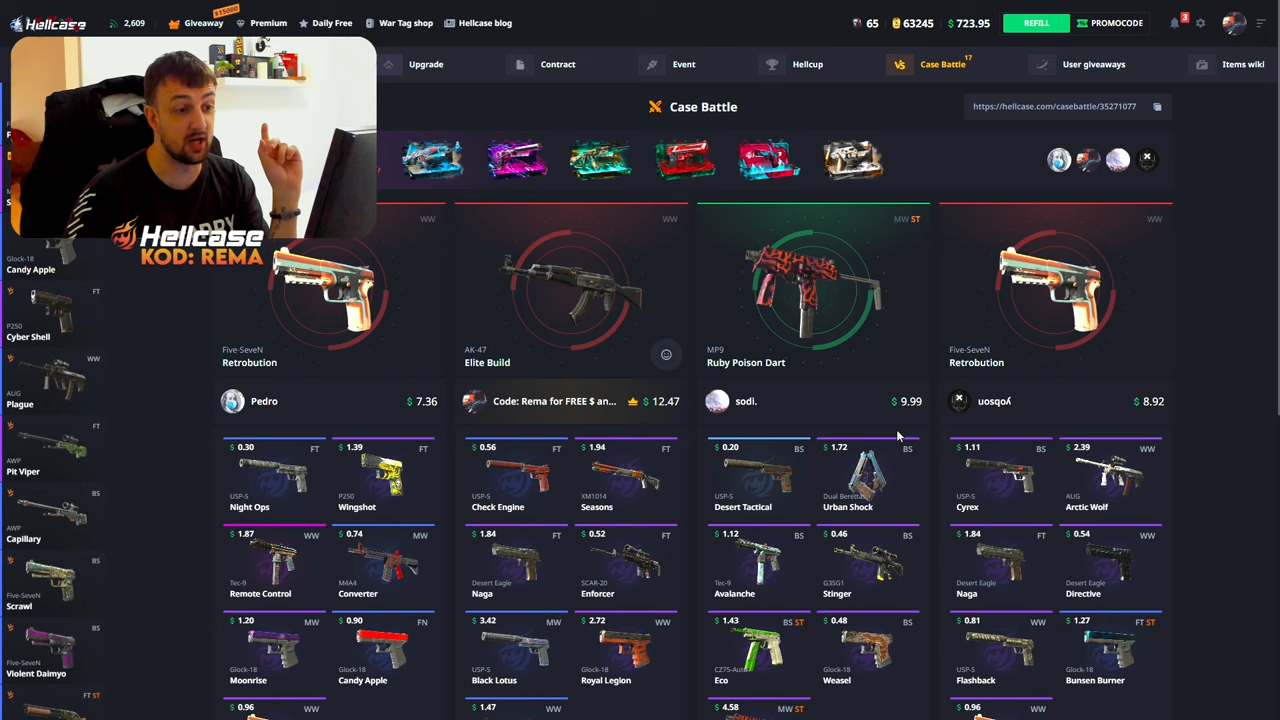 Hellcase
2,609
Giveaway
$15000
Premium
Daily Free
War Tag shop
Hellcase blog
65
63245
$ 723.95
REFILL
PROMOCODE
3
Upgrade
Contract
Event
Hellcup
VS
Case Battle
17
User giveaways
Items wiki
Case Battle
https://hellcase.com/casebattle/35271077
Hellcase
KOD: REMA
Glock-18
Candy Apple
FT
P250
Cyber Shell
WW
AUG
Plague
FT
AWP
Pit Viper
BS
AWP
Capillary
BS
Five-SeveN
Scrawl
BS
Five-SeveN
Violent Daimyo
FT ST
WW
Five-SeveN
Retrobution
WW
AK-47
Elite Build
MW ST
MP9
Ruby Poison Dart
WW
Five-SeveN
Retrobution
Pedro
$ 7.36
Code: Rema for FREE $ an...
$ 12.47
sodi.
$ 9.99
$ 8.92
$ 0.30 FT
USP-S
Night Ops
$ 1.39 FT
P250
Wingshot
$ 0.56 FT
USP-S
Check Engine
$ 1.94 FT
XM1014
Seasons
$ 0.20 BS
USP-S
Desert Tactical
$ 1.72 BS
Dual Berettas
Urban Shock
$ 1.11 BS
USP-S
Cyrex
$ 2.39 WW
AUG
Arctic Wolf
$ 1.87 WW
Tec-9
Remote Control
$ 0.74 MW
M4A4
Converter
$ 1.84 FT
Desert Eagle
Naga
$ 0.52 FT
SCAR-20
Enforcer
$ 1.12 WW
Tec-9
Avalanche
$ 0.46 BS
G3SG1
Stinger
$ 1.84 FT
Desert Eagle
Naga
$ 0.54 MW
Desert Eagle
Directive
$ 1.20 MW
Glock-18
Moonrise
$ 0.90 FN
Glock-18
Candy Apple
$ 3.42 MW
USP-S
Black Lotus
$ 2.72 WW
Glock-18
Royal Legion
$ 1.43 BS ST
CZ75-Auto
Eco
$ 0.48 BS
Glock-18
Weasel
$ 0.81 WW
USP-S
Flashback
$ 1.27 FT ST
Glock-18
Bunsen Burner
$ 0.96 WW
$ 1.47 WW
$ 4.58 MW ST
$ 0.96 WW